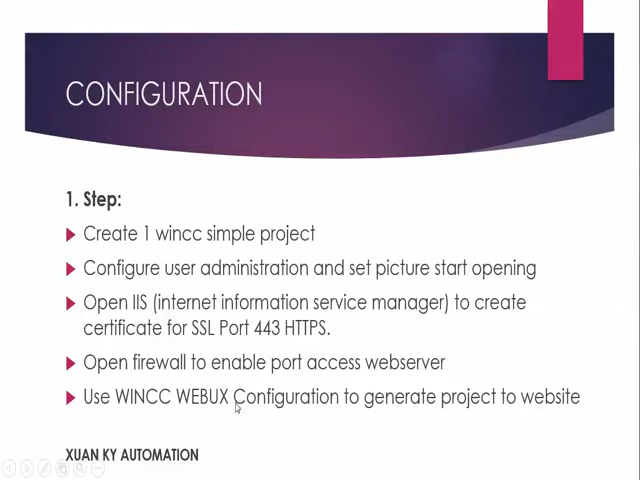 CONFIGURATION
1. Step:
Create 1 wincc simple project
Configure user administration and set picture start opening
Open IIS (internet information service manager) to create
certificate for SSL Port 443 HTTPS.
Open firewall to enable port access webserver
Use WINCC WEBUX Configuration to generate project to website
XUAN KY AUTOMATION